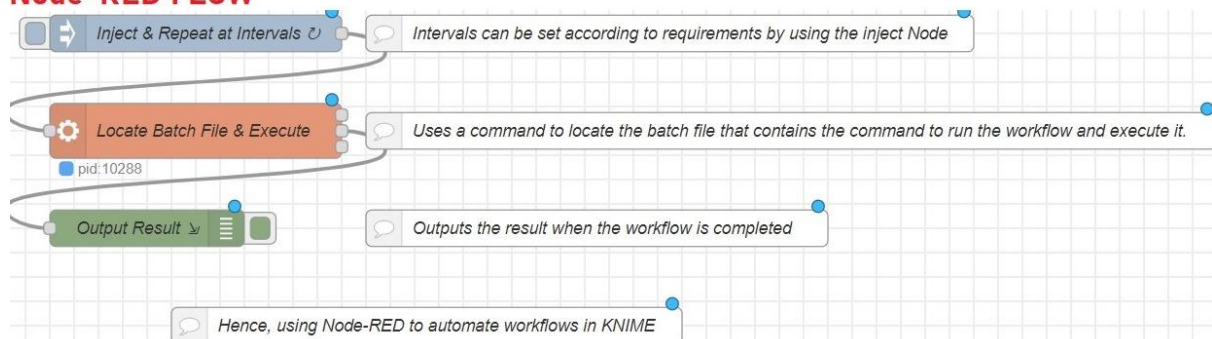 Node-RED FLOW
Inject & Repeat at Intervals ↻
Intervals can be set according to requirements by using the inject Node
Locate Batch File & Execute
Uses a command to locate the batch file that contains the command to run the workflow and execute it.
pid:10288
Output Result ⇲
Outputs the result when the workflow is completed
Hence, using Node-RED to automate workflows in KNIME